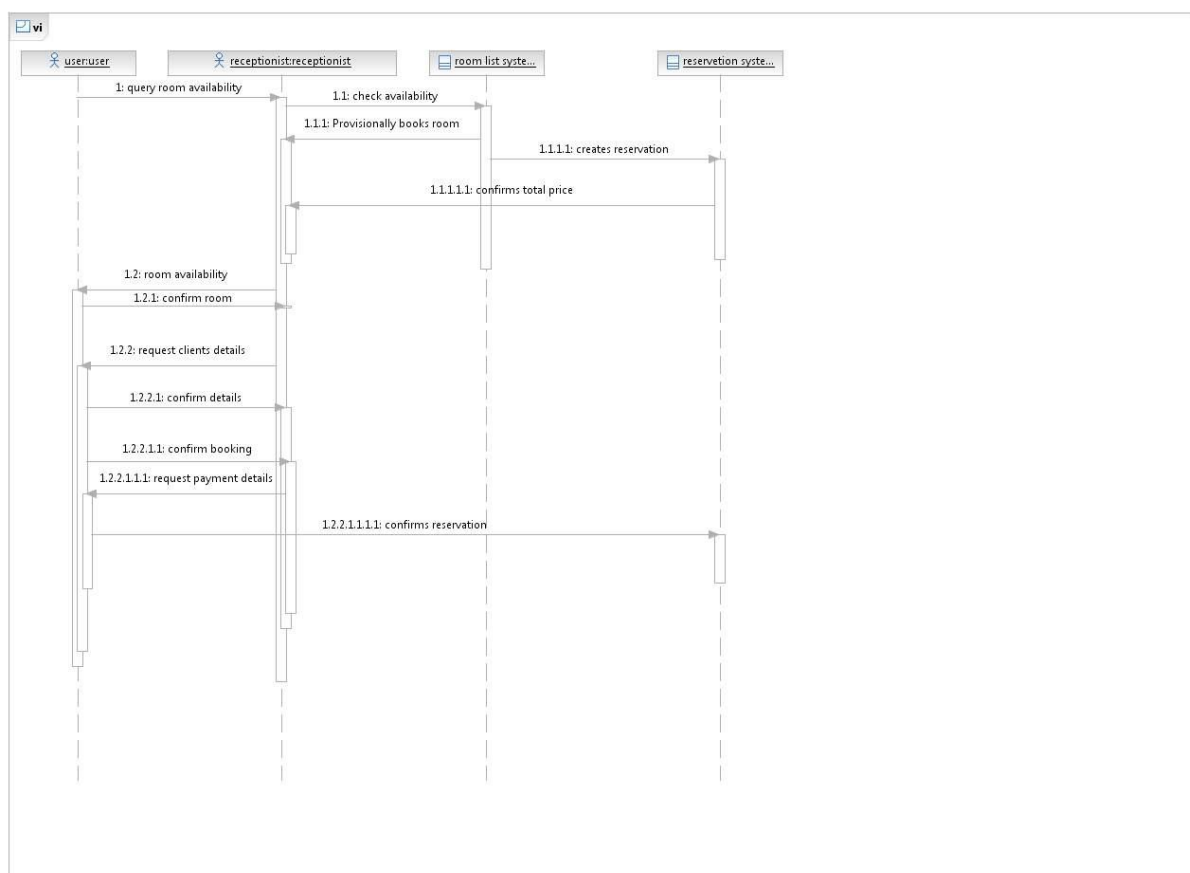 vi
user:user
receptionist:receptionist
room list syste...
reservetion syste...
1: query room availability
1.1: check availability
1.1.1: Provisionally books room
1.1.1.1: creates reservation
1.1.1.1.1: confirms total price
1.2: room availability
1.2.1: confirm room
1.2.2: request clients details
1.2.2.1: confirm details
1.2.2.1.1: confirm booking
1.2.2.1.1.1: request payment details
1.2.2.1.1.1.1: confirms reservation